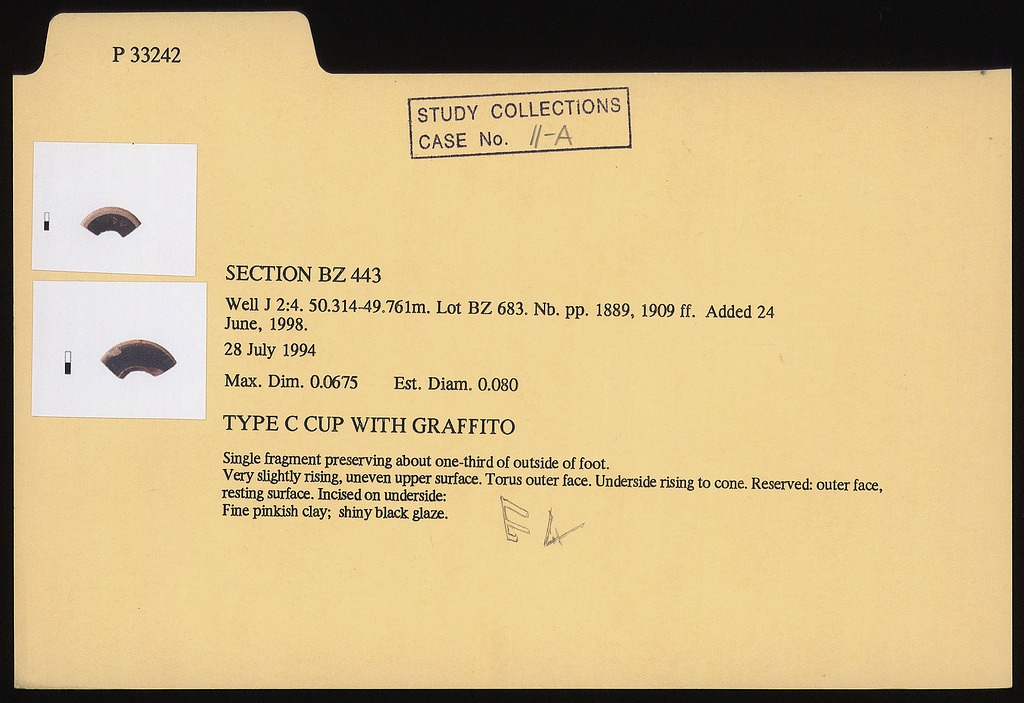 P 33242
STUDY COLLECTIONS
CASE No. 11-A
SECTION BZ 443
Well J 2:4. 50.314-49.761m. Lot BZ 683. Nb. pp. 1889, 1909 ff. Added 24
June, 1998.
28 July 1994
Max. Dim. 0.0675 Est. Diam. 0.080
TYPE C CUP WITH GRAFFITO
Single fragment preserving about one-third of outside of foot.
Very slightly rising, uneven upper surface. Torus outer face. Underside rising to cone. Reserved: outer face,
resting surface. Incised on underside:
Fine pinkish clay; shiny black glaze.